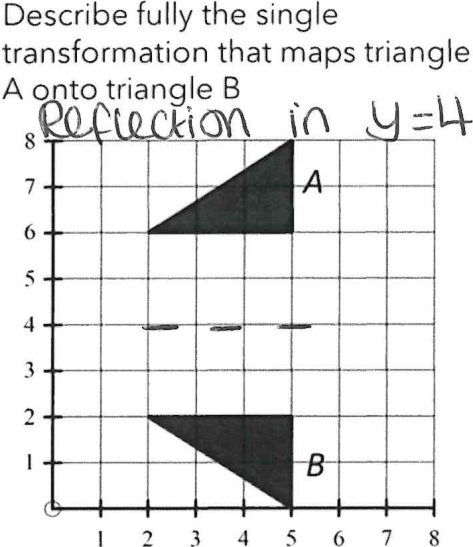 Describe fully the single
transformation that maps triangle
A onto triangle B
Reflection in y=4
8
7
A
6
5
4
3
2
1
B
1 2 3 4 5 6 7 8